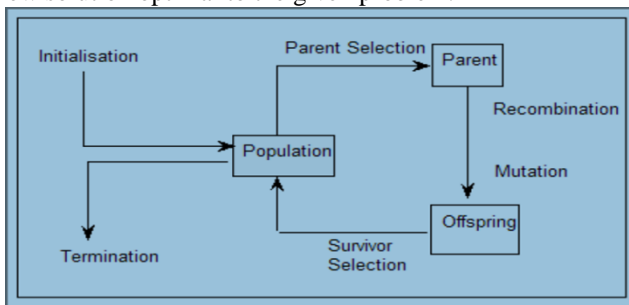 Parent Selection
Parent
Initialisation
Recombination
Population
Mutation
Offspring
Survivor
Selection
Termination